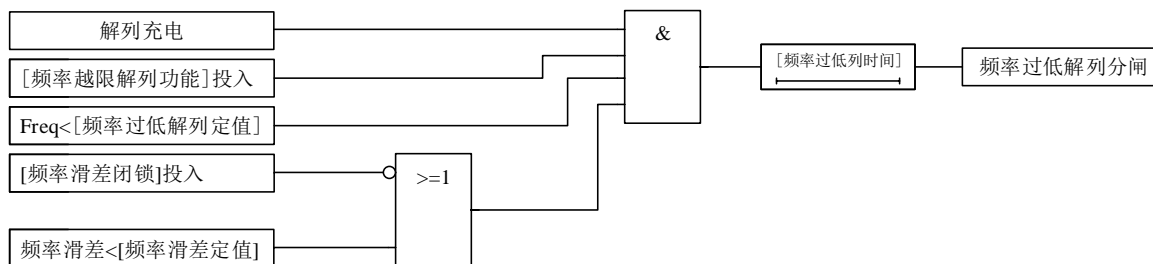 解列充电
&
[频率过低列时间]
频率过低解列分闸
[频率越限解列功能]投入
Freq<[频率过低解列定值]
[频率滑差闭锁]投入
>=1
频率滑差<[频率滑差定值]